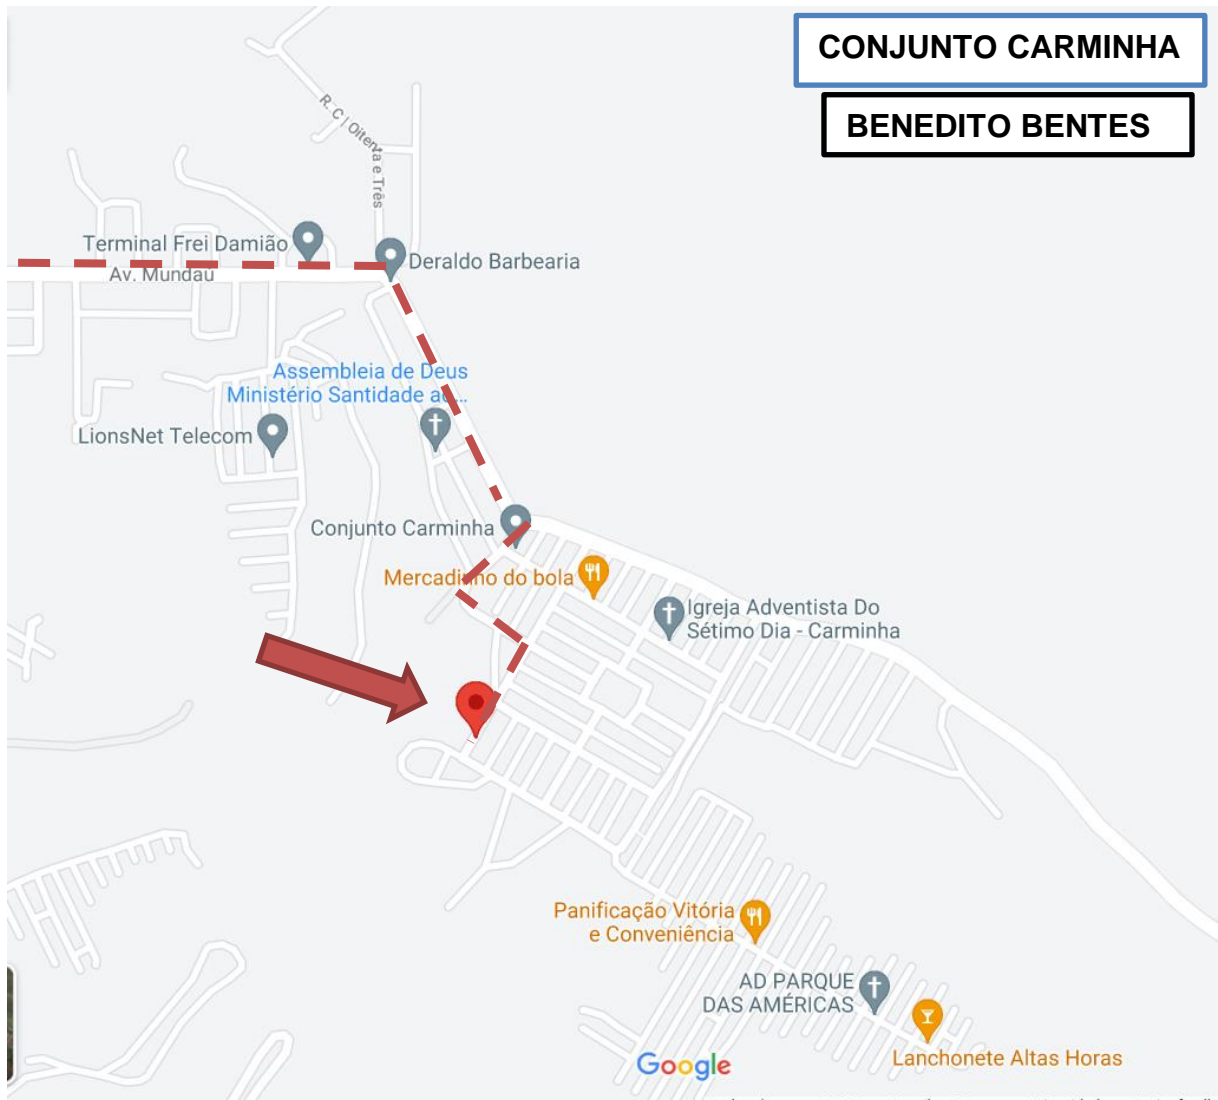 CONJUNTO CARMINHA
BENEDITO BENTES
R. C | Oitenta e Três
Terminal Frei Damião
Deraldo Barbearia
Av. Mundaú
Assembleia de Deus
Ministério Santidade ao...
LionsNet Telecom
Conjunto Carminha
Mercadinho do bola
Igreja Adventista Do
Sétimo Dia - Carminha
Panificação Vitória
e Conveniência
AD PARQUE
DAS AMÉRICAS
Lanchonete Altas Horas
Google